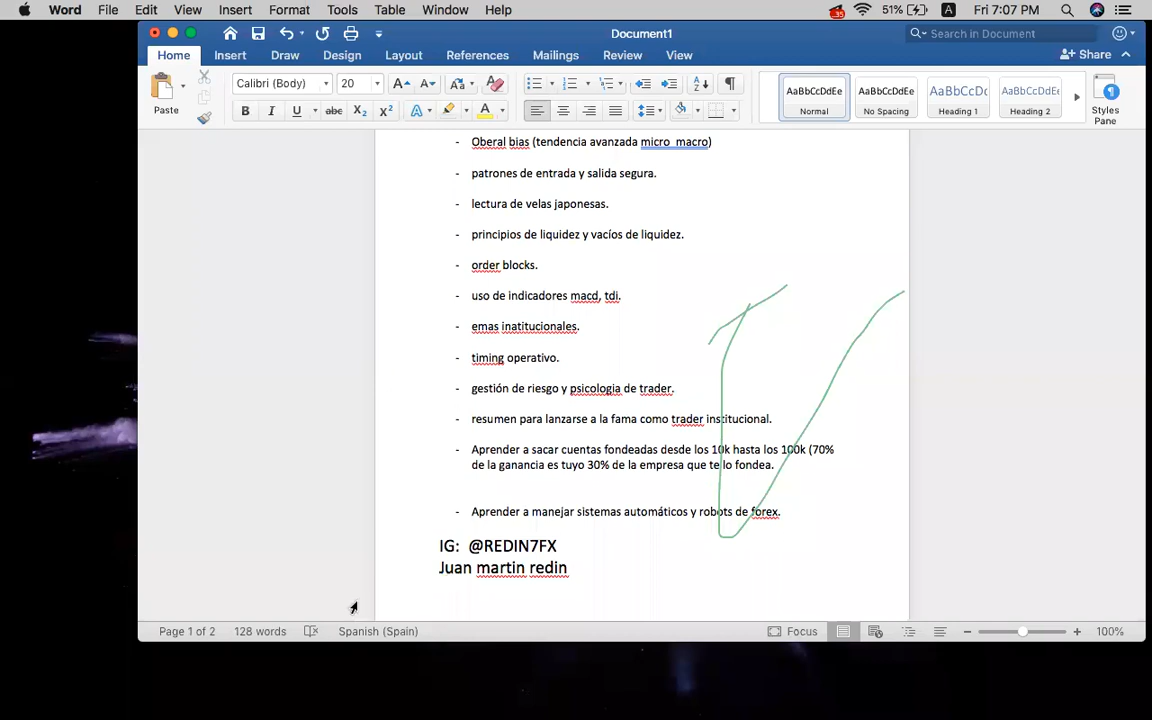 Word File Edit View Insert Format Tools Table Window Help 51% A Fri 7:07 PM
Document1
Search in Document
Home Insert Draw Design Layout References Mailings Review View Share
Paste
Calibri (Body) 20
AaBbCcDdEe AaBbCcDdEe AaBbCcDc AaBbCcDdEe
Normal No Spacing Heading 1 Heading 2 Styles Pane
- Oberal bias (tendencia avanzada micro macro)
- patrones de entrada y salida segura.
- lectura de velas japonesas.
- principios de liquidez y vacíos de liquidez.
- order blocks.
- uso de indicadores macd, tdi.
- emas inatitucionales.
- timing operativo.
- gestión de riesgo y psicologia de trader.
- resumen para lanzarse a la fama como trader institucional.
- Aprender a sacar cuentas fondeadas desde los 10k hasta los 100k (70%
de la ganancia es tuyo 30% de la empresa que te lo fondea.
- Aprender a manejar sistemas automáticos y robots de forex.
IG: @REDIN7FX
Juan martin redin
Page 1 of 2 128 words Spanish (Spain) Focus 100%